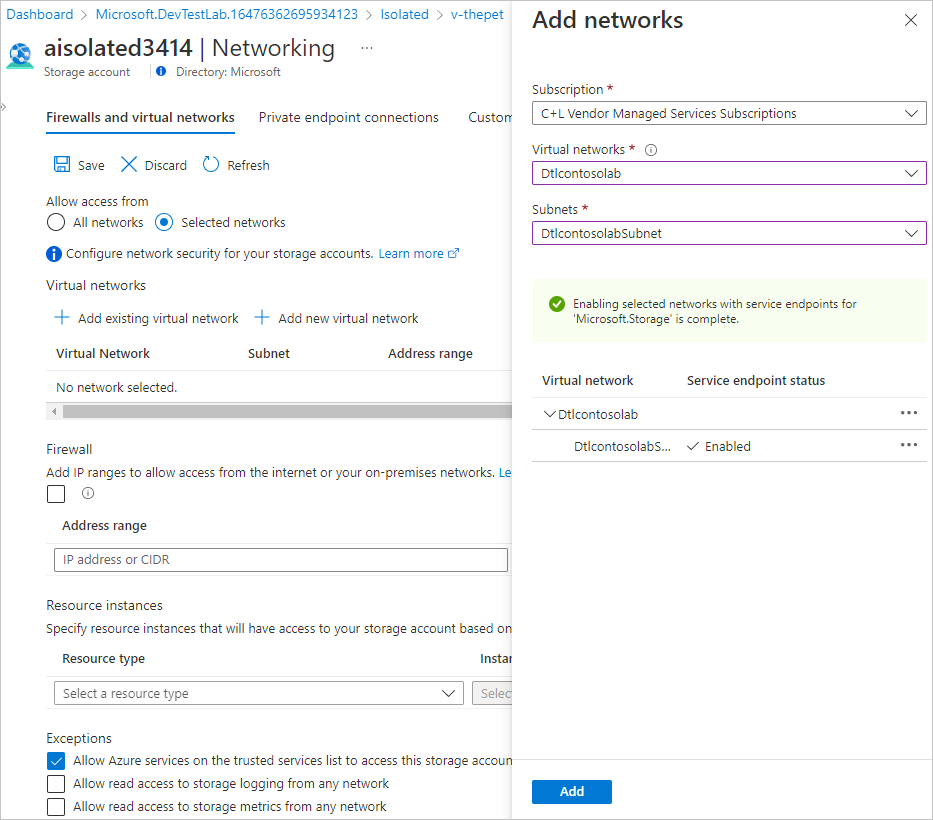 Dashboard > Microsoft.DevTestLab.16476362695934123 > Isolated > v-thepet
aisolated3414 | Networking ...
Storage account
Directory: Microsoft
Firewalls and virtual networks
Private endpoint connections
Custom
Save
Discard
Refresh
Allow access from
All networks
Selected networks
Configure network security for your storage accounts. Learn more
Virtual networks
Add existing virtual network
Add new virtual network
Virtual Network Subnet Address range
No network selected.
Firewall
Add IP ranges to allow access from the internet or your on-premises networks. Le
Address range
IP address or CIDR
Resource instances
Specify resource instances that will have access to your storage account based on
Resource type Instan
Select a resource type Selec
Exceptions
Allow Azure services on the trusted services list to access this storage accoun
Allow read access to storage logging from any network
Allow read access to storage metrics from any network
Add networks
Subscription *
C+L Vendor Managed Services Subscriptions
Virtual networks *
Dtlcontosolab
Subnets *
DtlcontosolabSubnet
Enabling selected networks with service endpoints for
'Microsoft.Storage' is complete.
Virtual network Service endpoint status
Dtlcontosolab ...
DtlcontosolabS... Enabled ...
Add